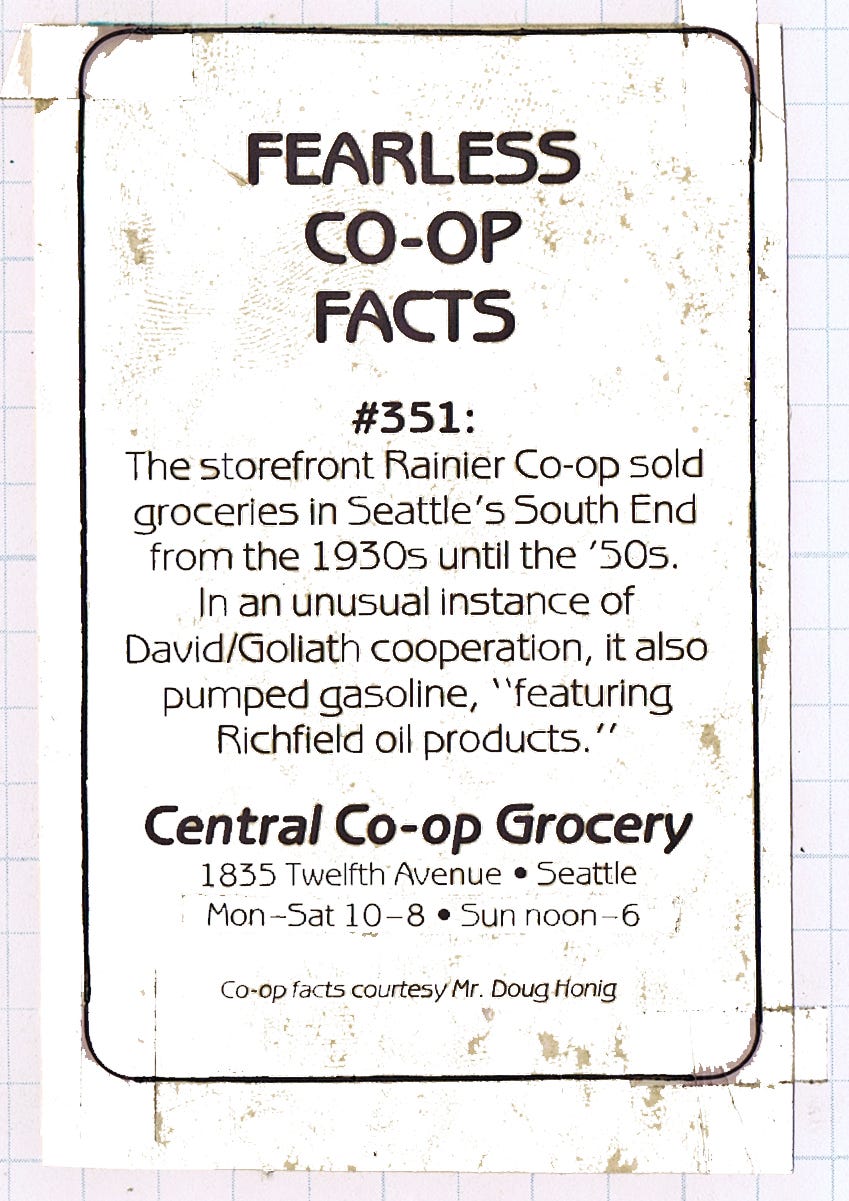 FEARLESS
CO-OP
FACTS
#351:
The storefront Rainier Co-op sold
groceries in Seattle's South End
from the 1930s until the '50s.
In an unusual instance of
David/Goliath cooperation, it also
pumped gasoline, "featuring
Richfield oil products."
Central Co-op Grocery
1835 Twelfth Avenue • Seattle
Mon–Sat 10–8 • Sun noon–6
Co-op facts courtesy Mr. Doug Honig